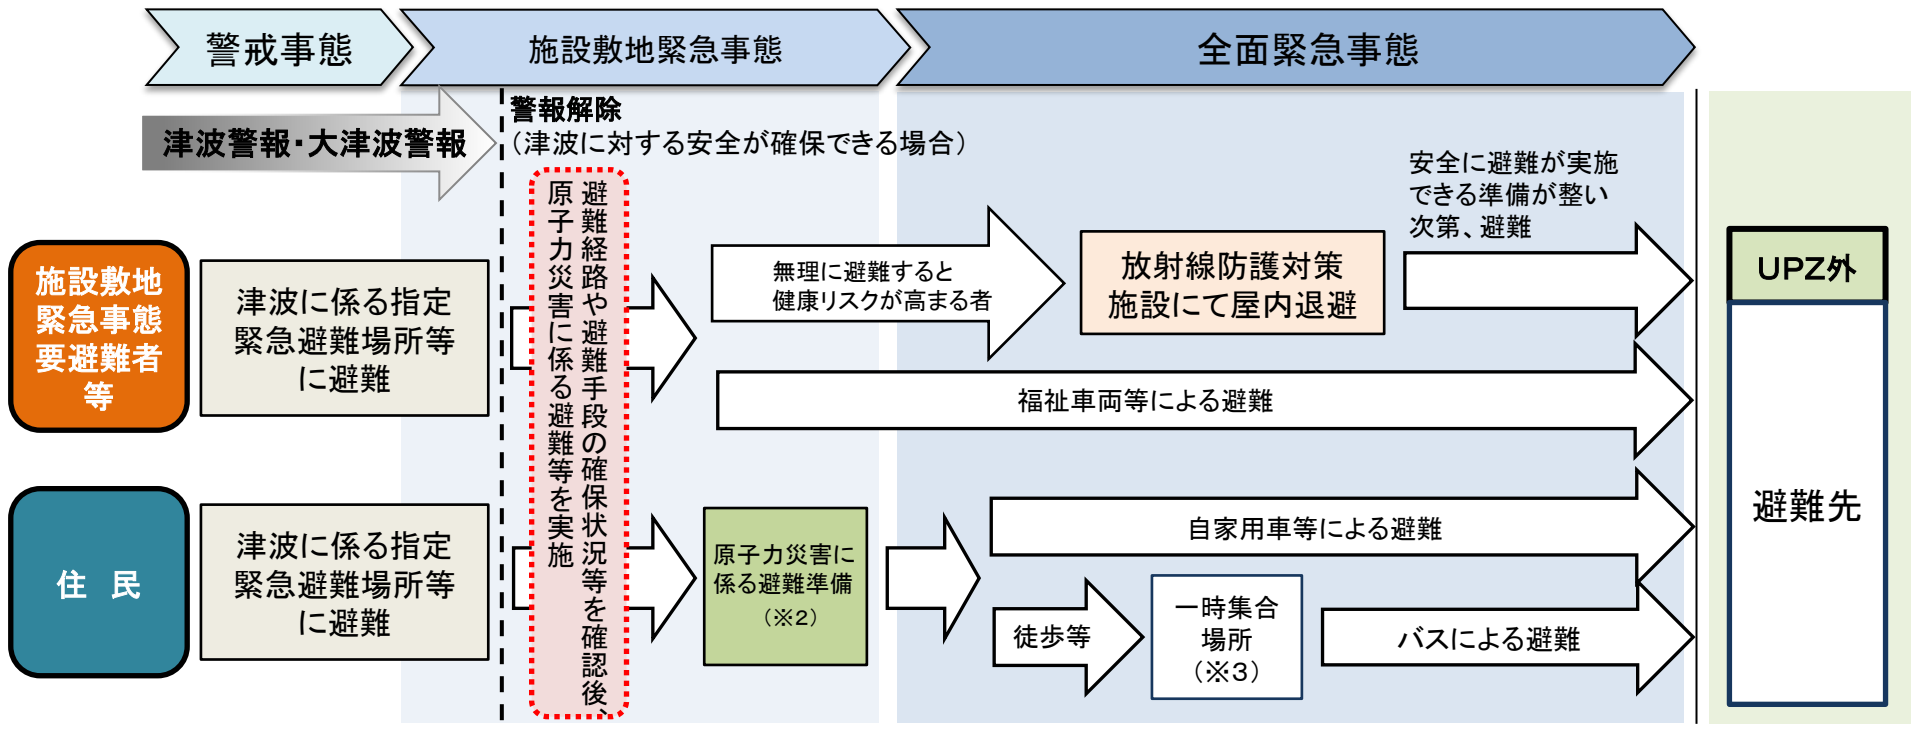 警戒事態
施設敷地緊急事態
全面緊急事態
津波警報・大津波警報
警報解除
（津波に対する安全が確保できる場合）
避難経路や避難手段の確保状況等を確認後、
原子力災害に係る避難等を実施
施設敷地
緊急事態
要避難者
等
津波に係る指定
緊急避難場所等
に避難
無理に避難すると
健康リスクが高まる者
放射線防護対策
施設にて屋内退避
安全に避難が実施
できる準備が整い
次第、避難
福祉車両等による避難
住　民
津波に係る指定
緊急避難場所等
に避難
原子力災害に
係る避難準備
（※２）
自家用車等による避難
徒歩等
一時集合
場所
（※３）
バスによる避難
ＵＰＺ外
避難先